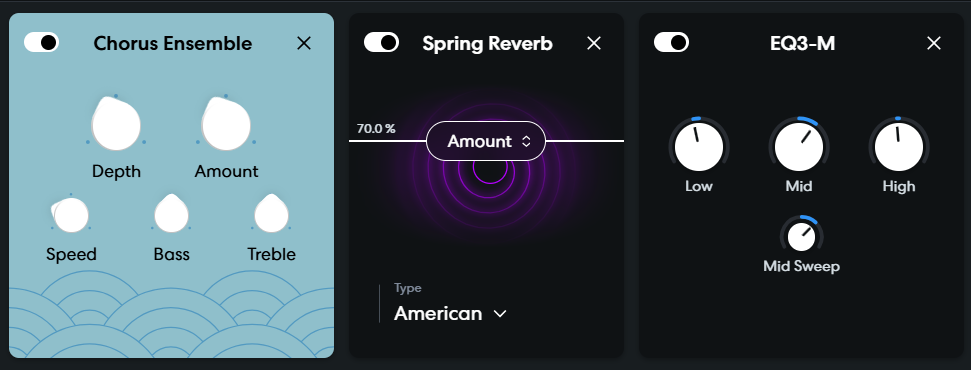 Chorus Ensemble
Depth
Amount
Speed
Bass
Treble
Spring Reverb
70.0 %
Amount
Type
American
EQ3-M
Low
Mid
High
Mid Sweep